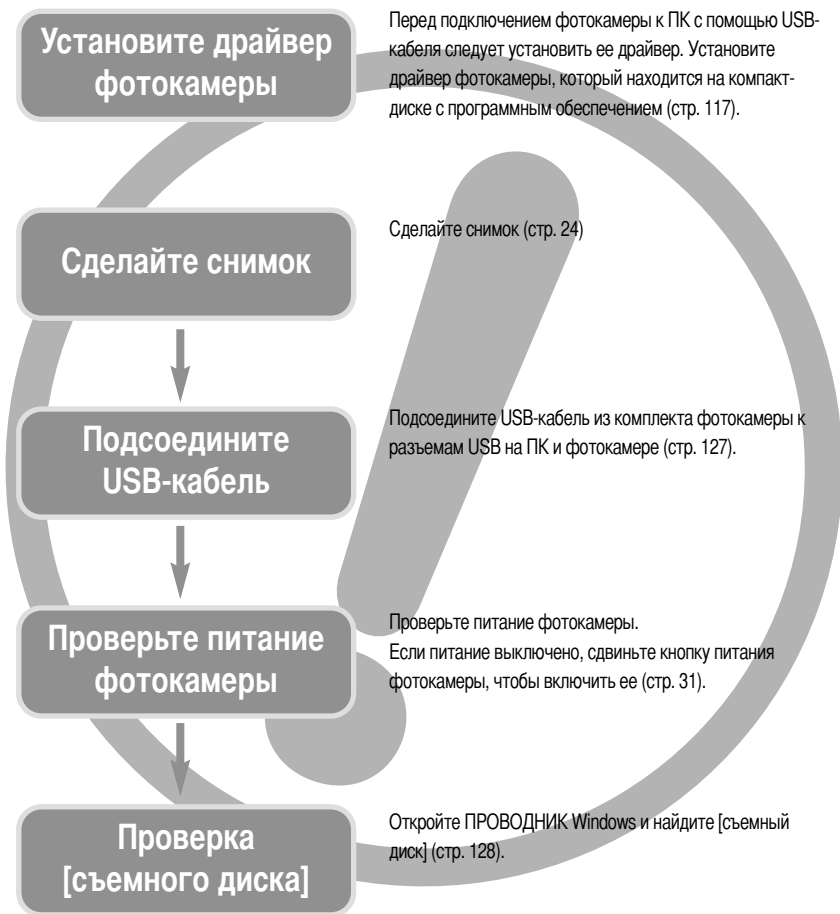 Установите драйвер
фотокамеры
Перед подключением фотокамеры к ПК с помощью USB-
кабеля следует установить ее драйвер. Установите
драйвер фотокамеры, который находится на компакт-
диске с программным обеспечением (стр. 117).
Сделайте снимок
Сделайте снимок (стр. 24)
Подсоедините
USB-кабель
Подсоедините USB-кабель из комплекта фотокамеры к
разъемам USB на ПК и фотокамере (стр. 127).
Проверьте питание
фотокамеры
Проверьте питание фотокамеры.
Если питание выключено, сдвиньте кнопку питания
фотокамеры, чтобы включить ее (стр. 31).
Проверка
[съемного диска]
Откройте ПРОВОДНИК Windows и найдите [съемный
диск] (стр. 128).